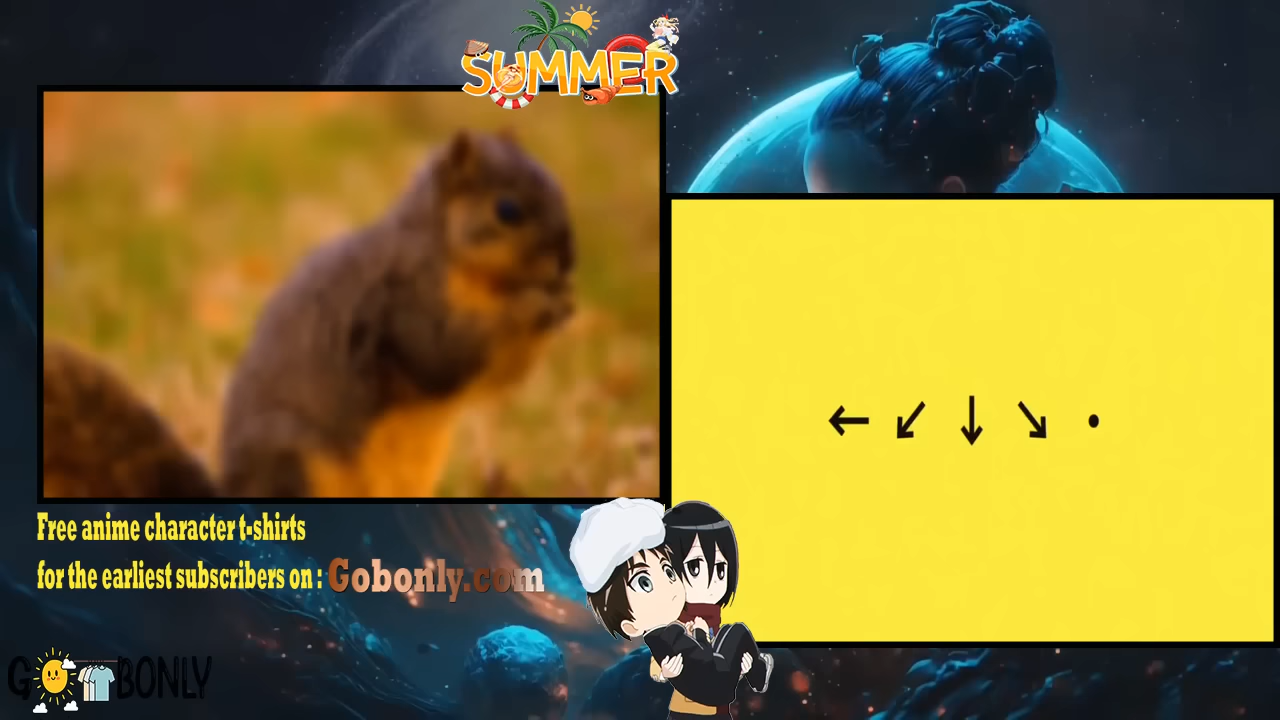 SUMMER
← ↙ ↓ ↘ •
Free anime character t-shirts
for the earliest subscribers on : Gobonly.com
GOBONLY